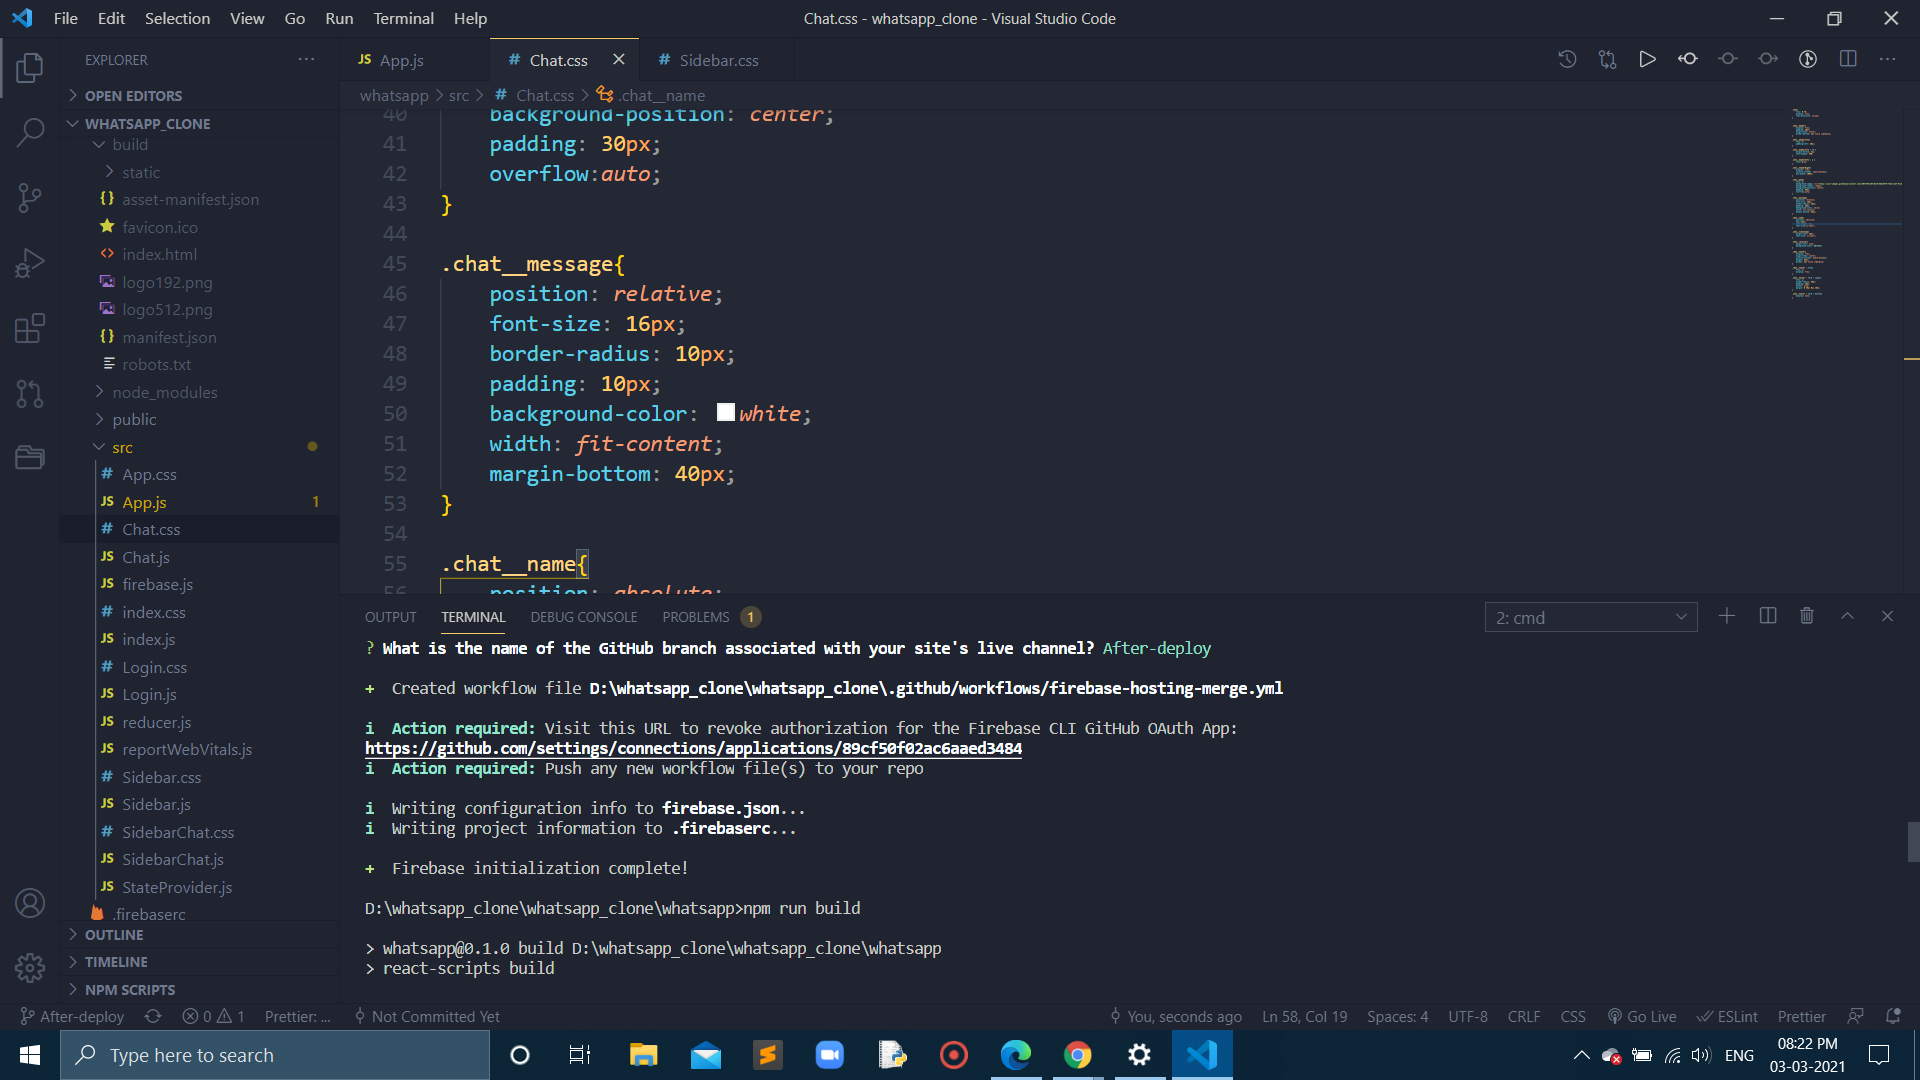 File Edit Selection View Go Run Terminal Help
Chat.css - whatsapp_clone - Visual Studio Code
EXPLORER
OPEN EDITORS
WHATSAPP_CLONE
build
static
asset-manifest.json
favicon.ico
index.html
logo192.png
logo512.png
manifest.json
robots.txt
node_modules
public
src
App.css
App.js 1
Chat.css
Chat.js
firebase.js
index.css
index.js
Login.css
Login.js
reducer.js
reportWebVitals.js
Sidebar.css
Sidebar.js
SidebarChat.css
SidebarChat.js
StateProvider.js
.firebaserc
OUTLINE
TIMELINE
NPM SCRIPTS
App.js Chat.css Sidebar.css
whatsapp > src > # Chat.css > .chat__name
40 background-position: center;
41 padding: 30px;
42 overflow:auto;
43 }
44
45 .chat__message{
46 position: relative;
47 font-size: 16px;
48 border-radius: 10px;
49 padding: 10px;
50 background-color: white;
51 width: fit-content;
52 margin-bottom: 40px;
53 }
54
55 .chat__name{
56 position: absolute;
OUTPUT TERMINAL DEBUG CONSOLE PROBLEMS 1
2: cmd
? What is the name of the GitHub branch associated with your site's live channel? After-deploy
+ Created workflow file D:\whatsapp_clone\whatsapp_clone\.github/workflows/firebase-hosting-merge.yml
i Action required: Visit this URL to revoke authorization for the Firebase CLI GitHub OAuth App:
https://github.com/settings/connections/applications/89cf50f02ac6aaed3484
i Action required: Push any new workflow file(s) to your repo
i Writing configuration info to firebase.json...
i Writing project information to .firebaserc...
+ Firebase initialization complete!
D:\whatsapp_clone\whatsapp_clone\whatsapp>npm run build
> whatsapp@0.1.0 build D:\whatsapp_clone\whatsapp_clone\whatsapp
> react-scripts build
After-deploy 0 1 Prettier: ... Not Committed Yet
You, seconds ago Ln 58, Col 19 Spaces: 4 UTF-8 CRLF CSS Go Live ESLint Prettier
Type here to search
ENG
08:22 PM
03-03-2021